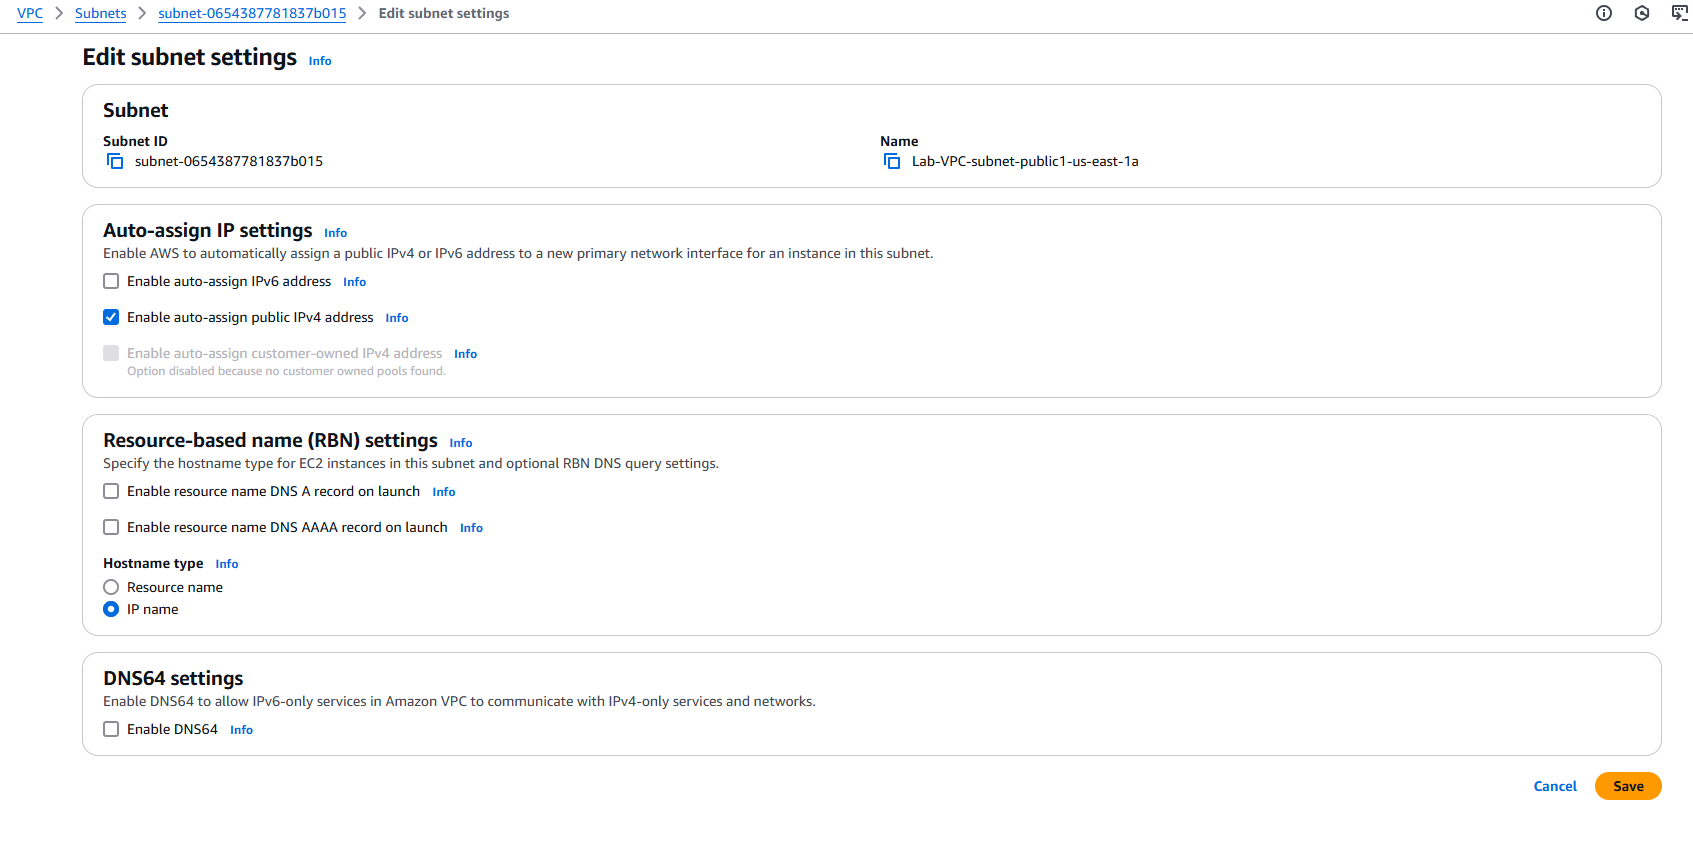 VPC > Subnets > subnet-0654387781837b015 > Edit subnet settings
Edit subnet settings Info
Subnet
Subnet ID
subnet-0654387781837b015
Name
Lab-VPC-subnet-public1-us-east-1a
Auto-assign IP settings Info
Enable AWS to automatically assign a public IPv4 or IPv6 address to a new primary network interface for an instance in this subnet.
Enable auto-assign IPv6 address Info
Enable auto-assign public IPv4 address Info
Enable auto-assign customer-owned IPv4 address Info
Option disabled because no customer owned pools found.
Resource-based name (RBN) settings Info
Specify the hostname type for EC2 instances in this subnet and optional RBN DNS query settings.
Enable resource name DNS A record on launch Info
Enable resource name DNS AAAA record on launch Info
Hostname type Info
Resource name
IP name
DNS64 settings
Enable DNS64 to allow IPv6-only services in Amazon VPC to communicate with IPv4-only services and networks.
Enable DNS64 Info
Cancel Save